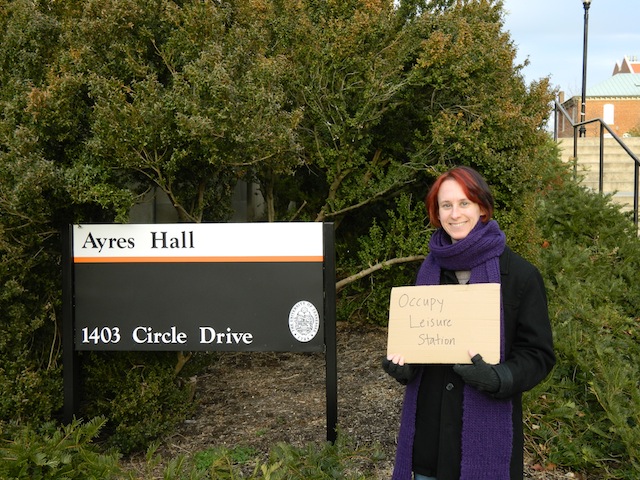 Ayres Hall
1403 Circle Drive
Occupy
Leisure
Station